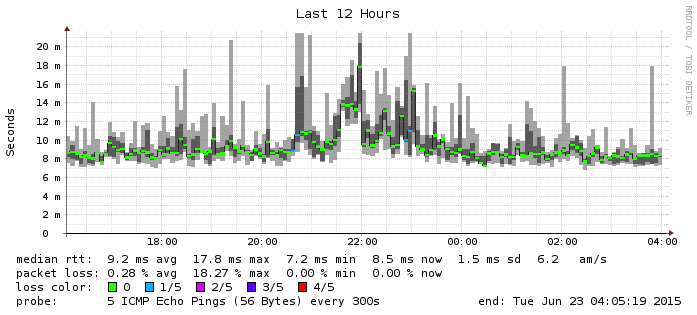 Last 12 Hours
RRDTOOL / TOBI OETIKER
Seconds
20 m
18 m
16 m
14 m
12 m
10 m
8 m
6 m
4 m
2 m
0
18:00 20:00 22:00 00:00 02:00 04:00
median rtt: 9.2 ms avg 17.8 ms max 7.2 ms min 8.5 ms now 1.5 ms sd 6.2 am/s
packet loss: 0.28 % avg 18.27 % max 0.00 % min 0.00 % now
loss color: 0 1/5 2/5 3/5 4/5
probe: 5 ICMP Echo Pings (56 Bytes) every 300s end: Tue Jun 23 04:05:19 2015